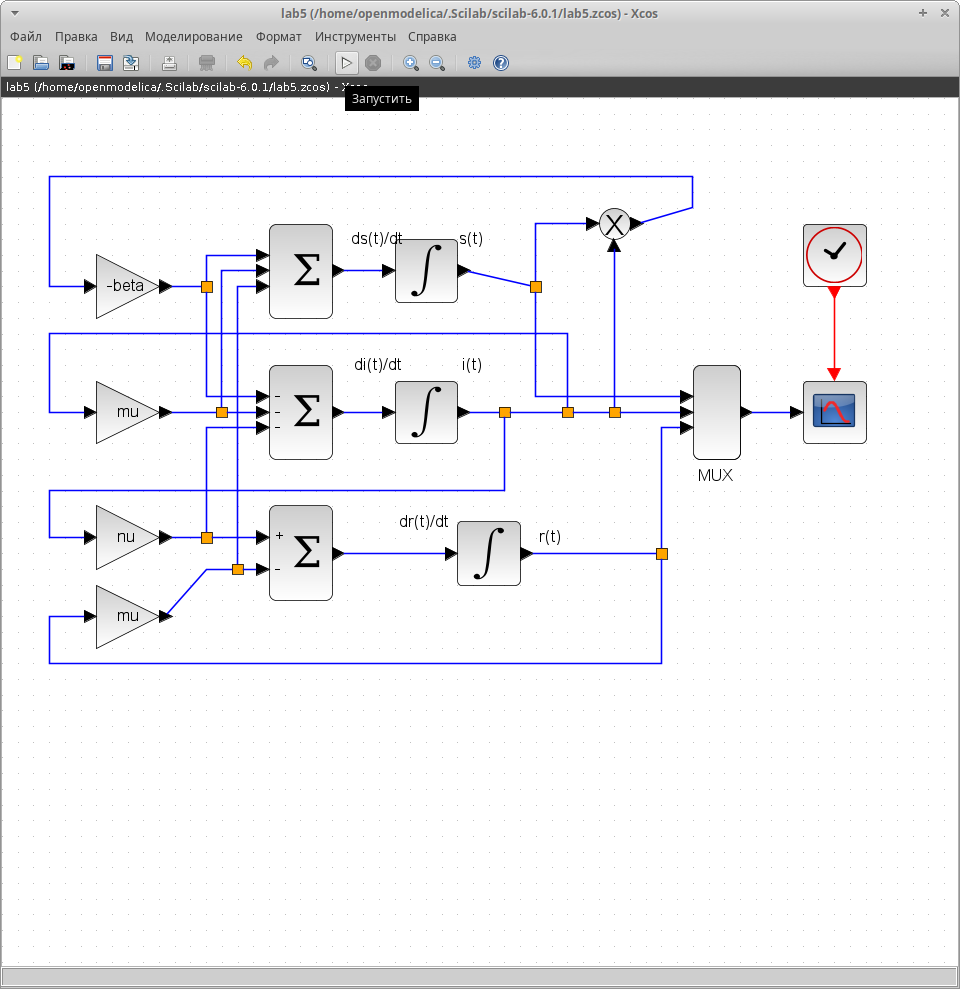 lab5 (/home/openmodelica/.Scilab/scilab-6.0.1/lab5.zcos) - Xcos
Файл Правка Вид Моделирование Формат Инструменты Справка
lab5 (/home/openmodelica/.Scilab/scilab-6.0.1/lab5.zcos) - Xcos
Запустить
X
ds(t)/dt s(t)
-beta Σ ∫
di(t)/dt i(t)
mu - - - Σ ∫
MUX
dr(t)/dt r(t)
nu + - Σ ∫
mu